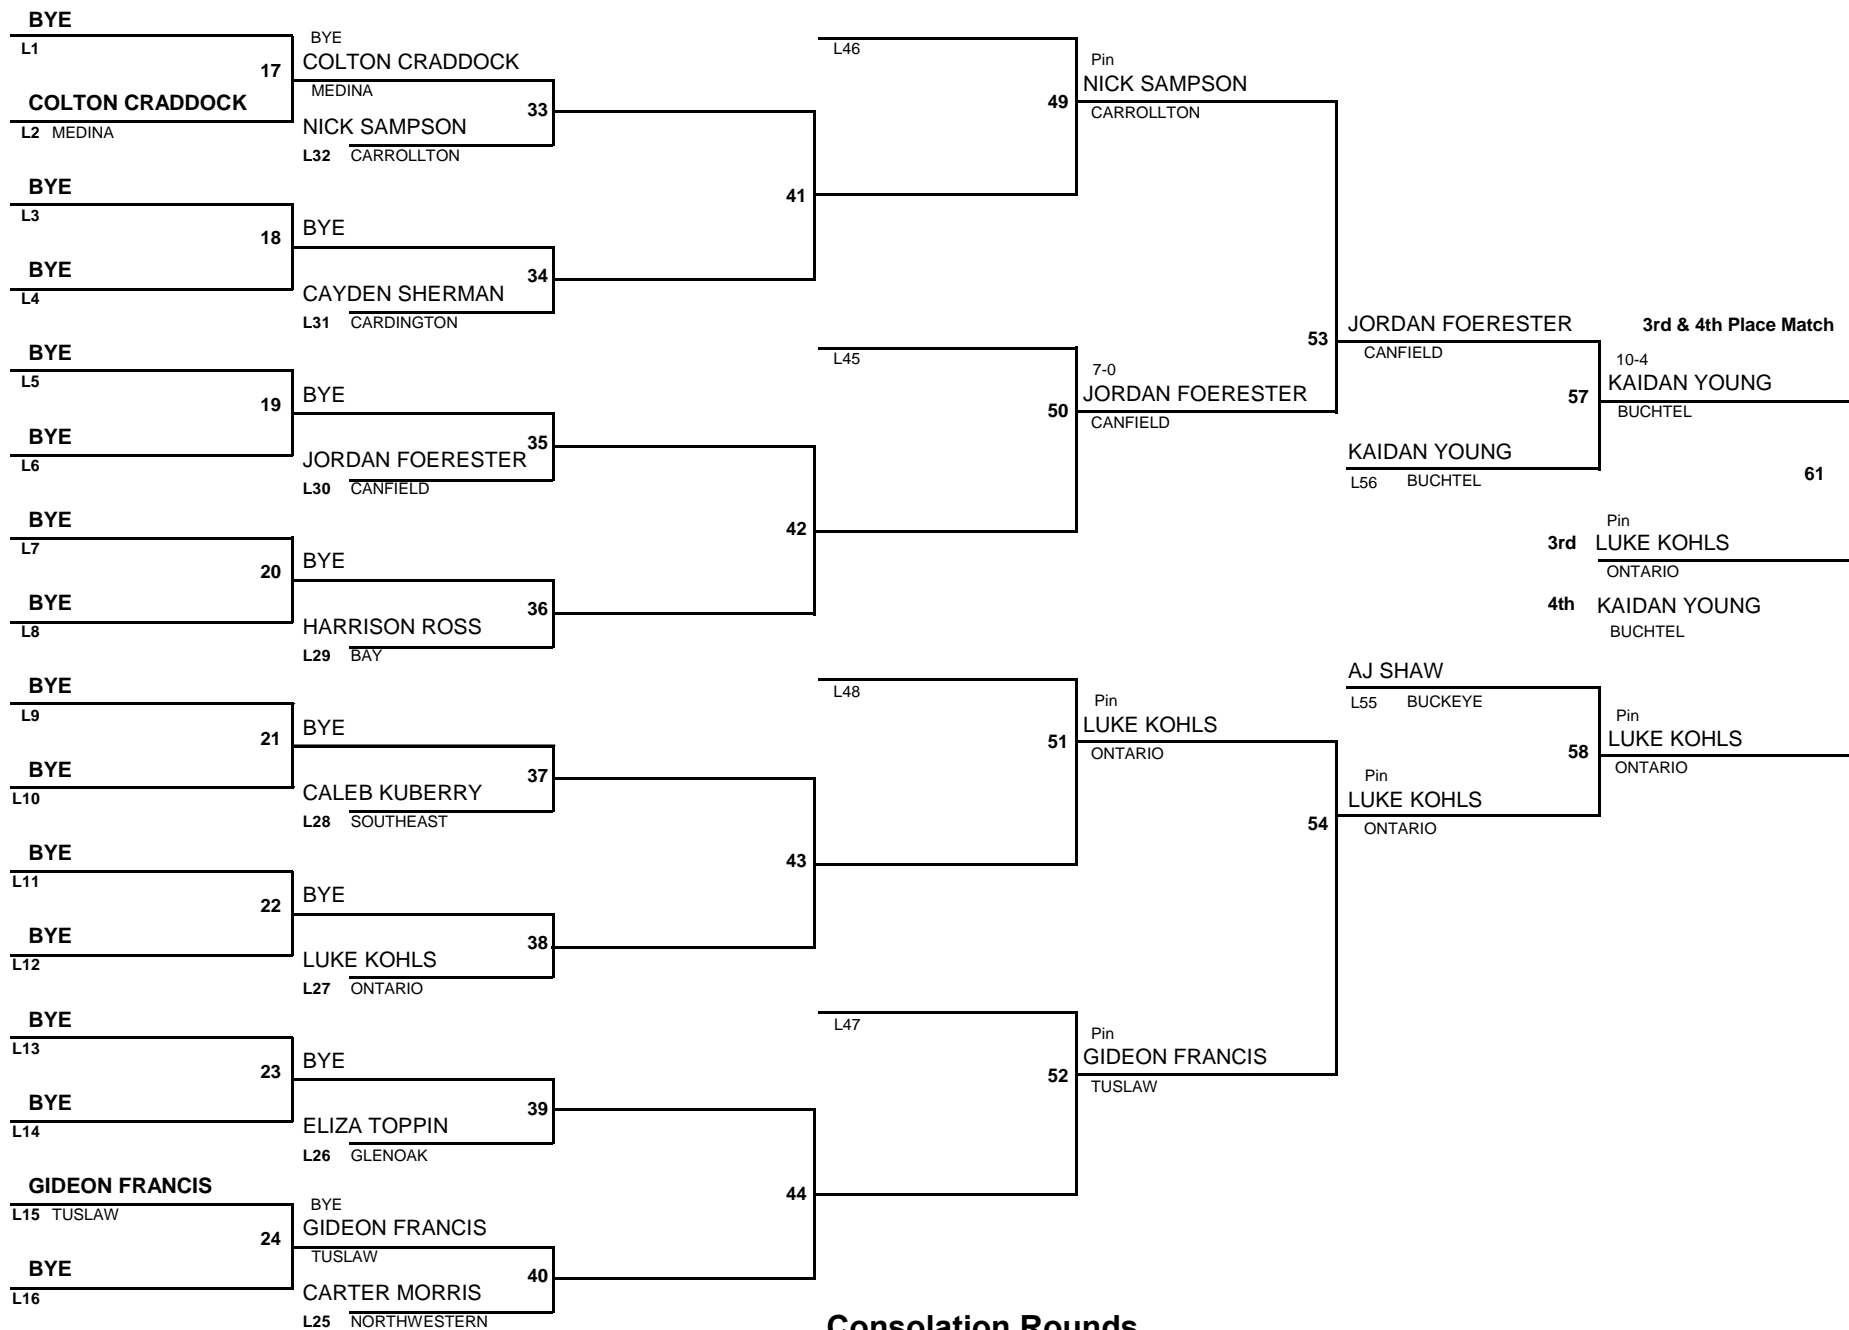 BYE
L1
17
COLTON CRADDOCK
L2 MEDINA
BYE
L3
18
BYE
L4
BYE
L5
19
BYE
L6
BYE
L7
20
BYE
L8
BYE
L9
21
BYE
L10
BYE
L11
22
BYE
L12
BYE
L13
23
BYE
L14
GIDEON FRANCIS
L15 TUSLAW
24
BYE
L16
BYE
COLTON CRADDOCK
MEDINA
33
NICK SAMPSON
L32 CARROLLTON
BYE
34
CAYDEN SHERMAN
L31 CARDINGTON
BYE
35
JORDAN FOERESTER
L30 CANFIELD
BYE
36
HARRISON ROSS
L29 BAY
BYE
37
CALEB KUBERRY
L28 SOUTHEAST
BYE
38
LUKE KOHLS
L27 ONTARIO
BYE
39
ELIZA TOPPIN
L26 GLENOAK
BYE
GIDEON FRANCIS
TUSLAW
40
CARTER MORRIS
L25 NORTHWESTERN
41
42
43
44
L46
49
L45
50
L48
51
L47
52
Pin
NICK SAMPSON
CARROLLTON
53
7-0
JORDAN FOERESTER
CANFIELD
Pin
LUKE KOHLS
ONTARIO
54
Pin
GIDEON FRANCIS
TUSLAW
JORDAN FOERESTER
CANFIELD
57
KAIDAN YOUNG
L56 BUCHTEL
AJ SHAW
L55 BUCKEYE
58
Pin
LUKE KOHLS
ONTARIO
3rd & 4th Place Match
10-4
KAIDAN YOUNG
BUCHTEL
61
Pin
3rd LUKE KOHLS
ONTARIO
4th KAIDAN YOUNG
BUCHTEL
Pin
LUKE KOHLS
ONTARIO
Consolation Rounds